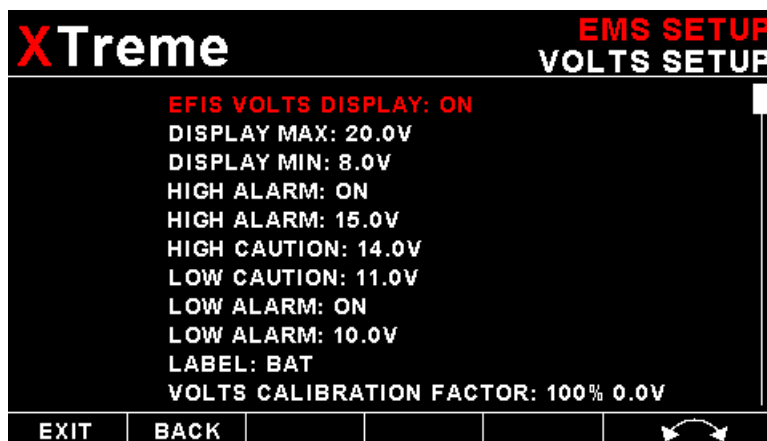 XTreme
EMS SETUP
VOLTS SETUP
EFIS VOLTS DISPLAY: ON
DISPLAY MAX: 20.0V
DISPLAY MIN: 8.0V
HIGH ALARM: ON
HIGH ALARM: 15.0V
HIGH CAUTION: 14.0V
LOW CAUTION: 11.0V
LOW ALARM: ON
LOW ALARM: 10.0V
LABEL: BAT
VOLTS CALIBRATION FACTOR: 100% 0.0V
EXIT BACK